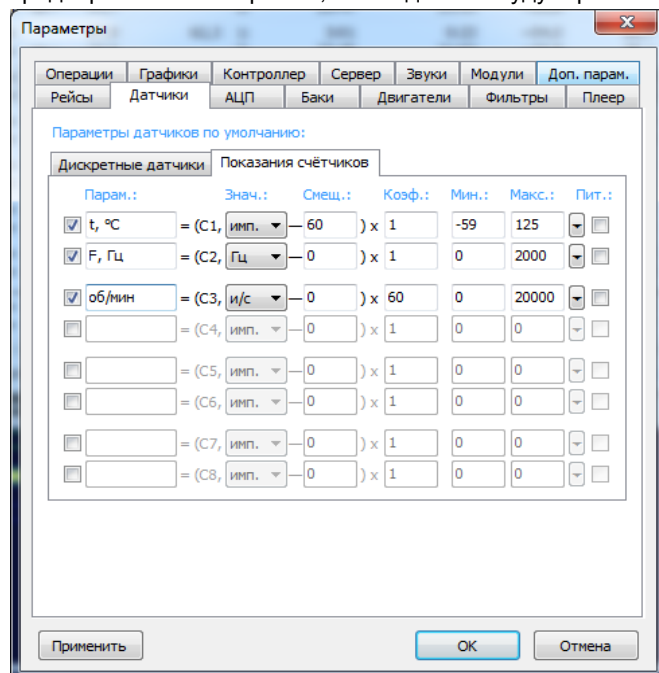 Параметры
Операции Графики Контроллер Сервер Звуки Модули Доп. парам.
Рейсы Датчики АЦП Баки Двигатели Фильтры Плеер
Параметры датчиков по умолчанию:
Дискретные датчики Показания счётчиков
Парам.: Знач.: Смещ.: Коэф.: Мин.: Макс.: Пит.:
t, ºC = (C1, имп. — 60 ) x 1 -59 125
F, Гц = (C2, Гц — 0 ) x 1 0 2000
об/мин = (C3, и/с — 0 ) x 60 0 20000
= (C4, имп. — 0 ) x 1 0 0
= (C5, имп. — 0 ) x 1 0 0
= (C6, имп. — 0 ) x 1 0 0
= (C7, имп. — 0 ) x 1 0 0
= (C8, имп. — 0 ) x 1 0 0
Применить OK Отмена